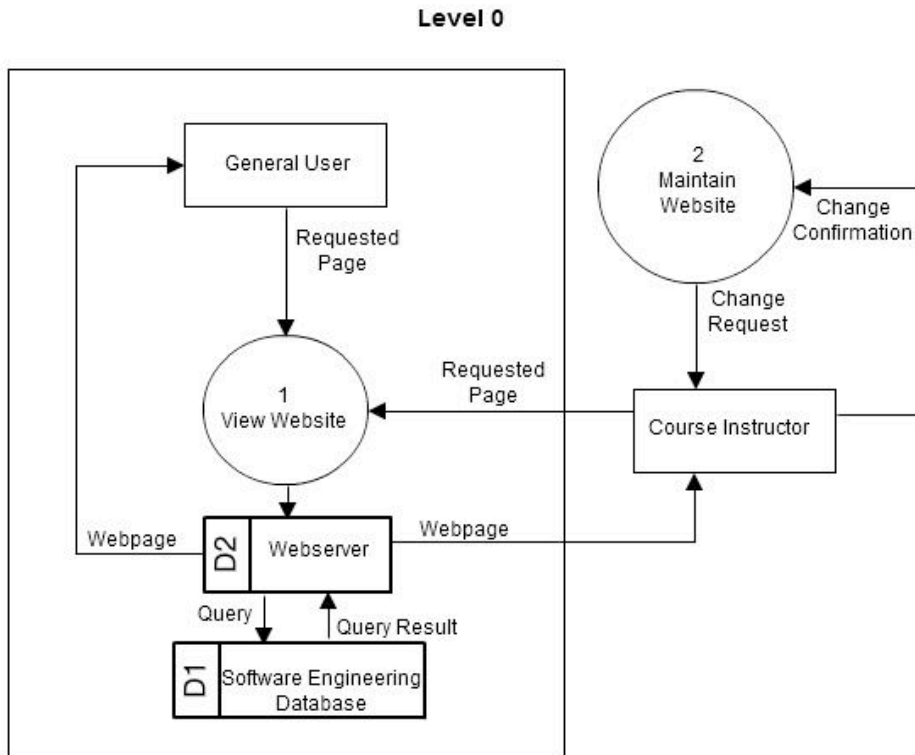 Level 0
General User
Requested
Page
2
Maintain
Website
Change
Confirmation
Change
Request
1
View Website
Requested
Page
Course Instructor
Webpage
D2
Webserver
Webpage
Query
Query Result
D1
Software Engineering
Database